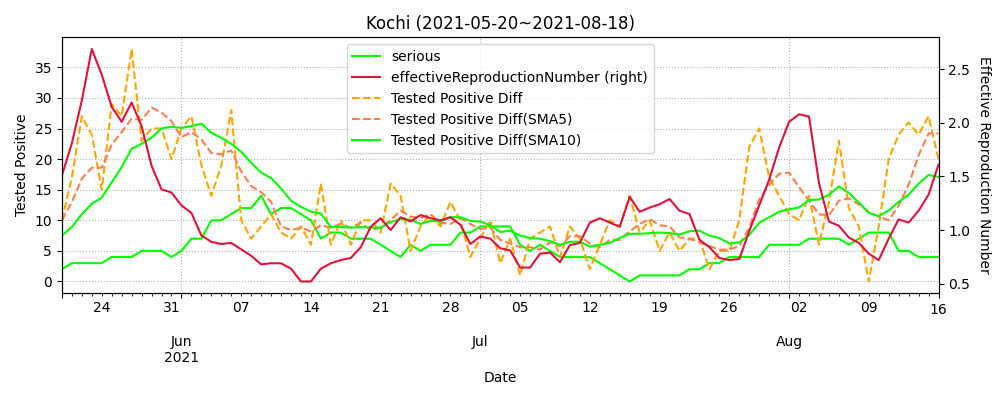 Kochi (2021-05-20~2021-08-18)
serious
effectiveReproductionNumber (right)
Tested Positive Diff
Tested Positive Diff(SMA5)
Tested Positive Diff(SMA10)
Tested Positive
35
30
25
20
15
10
5
0
Effective Reproduction Number
2.5
2.0
1.5
1.0
0.5
24 31 07 14 21 28 05 12 19 26 02 09 16
Jun Jul Aug
2021
Date